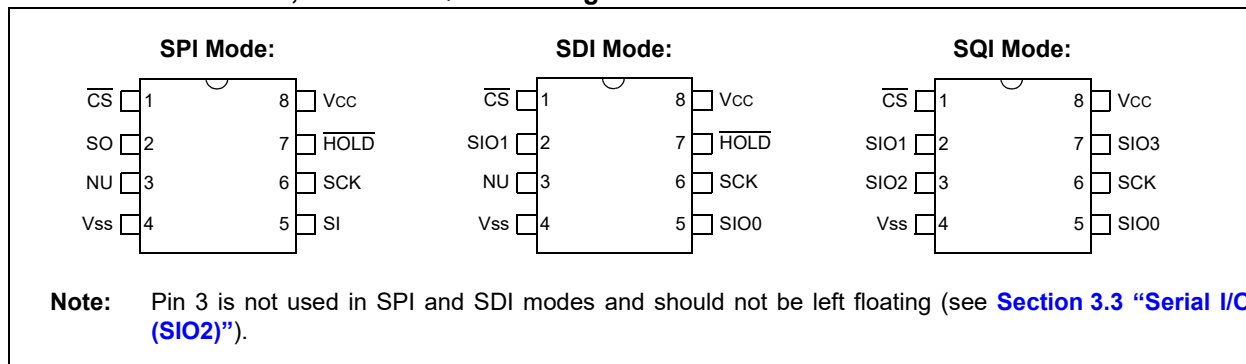 SPI Mode:
CS 1 8 VCC
SO 2 7 HOLD
NU 3 6 SCK
Vss 4 5 SI
SDI Mode:
CS 1 8 VCC
SIO1 2 7 HOLD
NU 3 6 SCK
Vss 4 5 SIO0
SQI Mode:
CS 1 8 VCC
SIO1 2 7 SIO3
SIO2 3 6 SCK
Vss 4 5 SIO0
Note: Pin 3 is not used in SPI and SDI modes and should not be left floating (see Section 3.3 “Serial I/O
(SIO2)”).